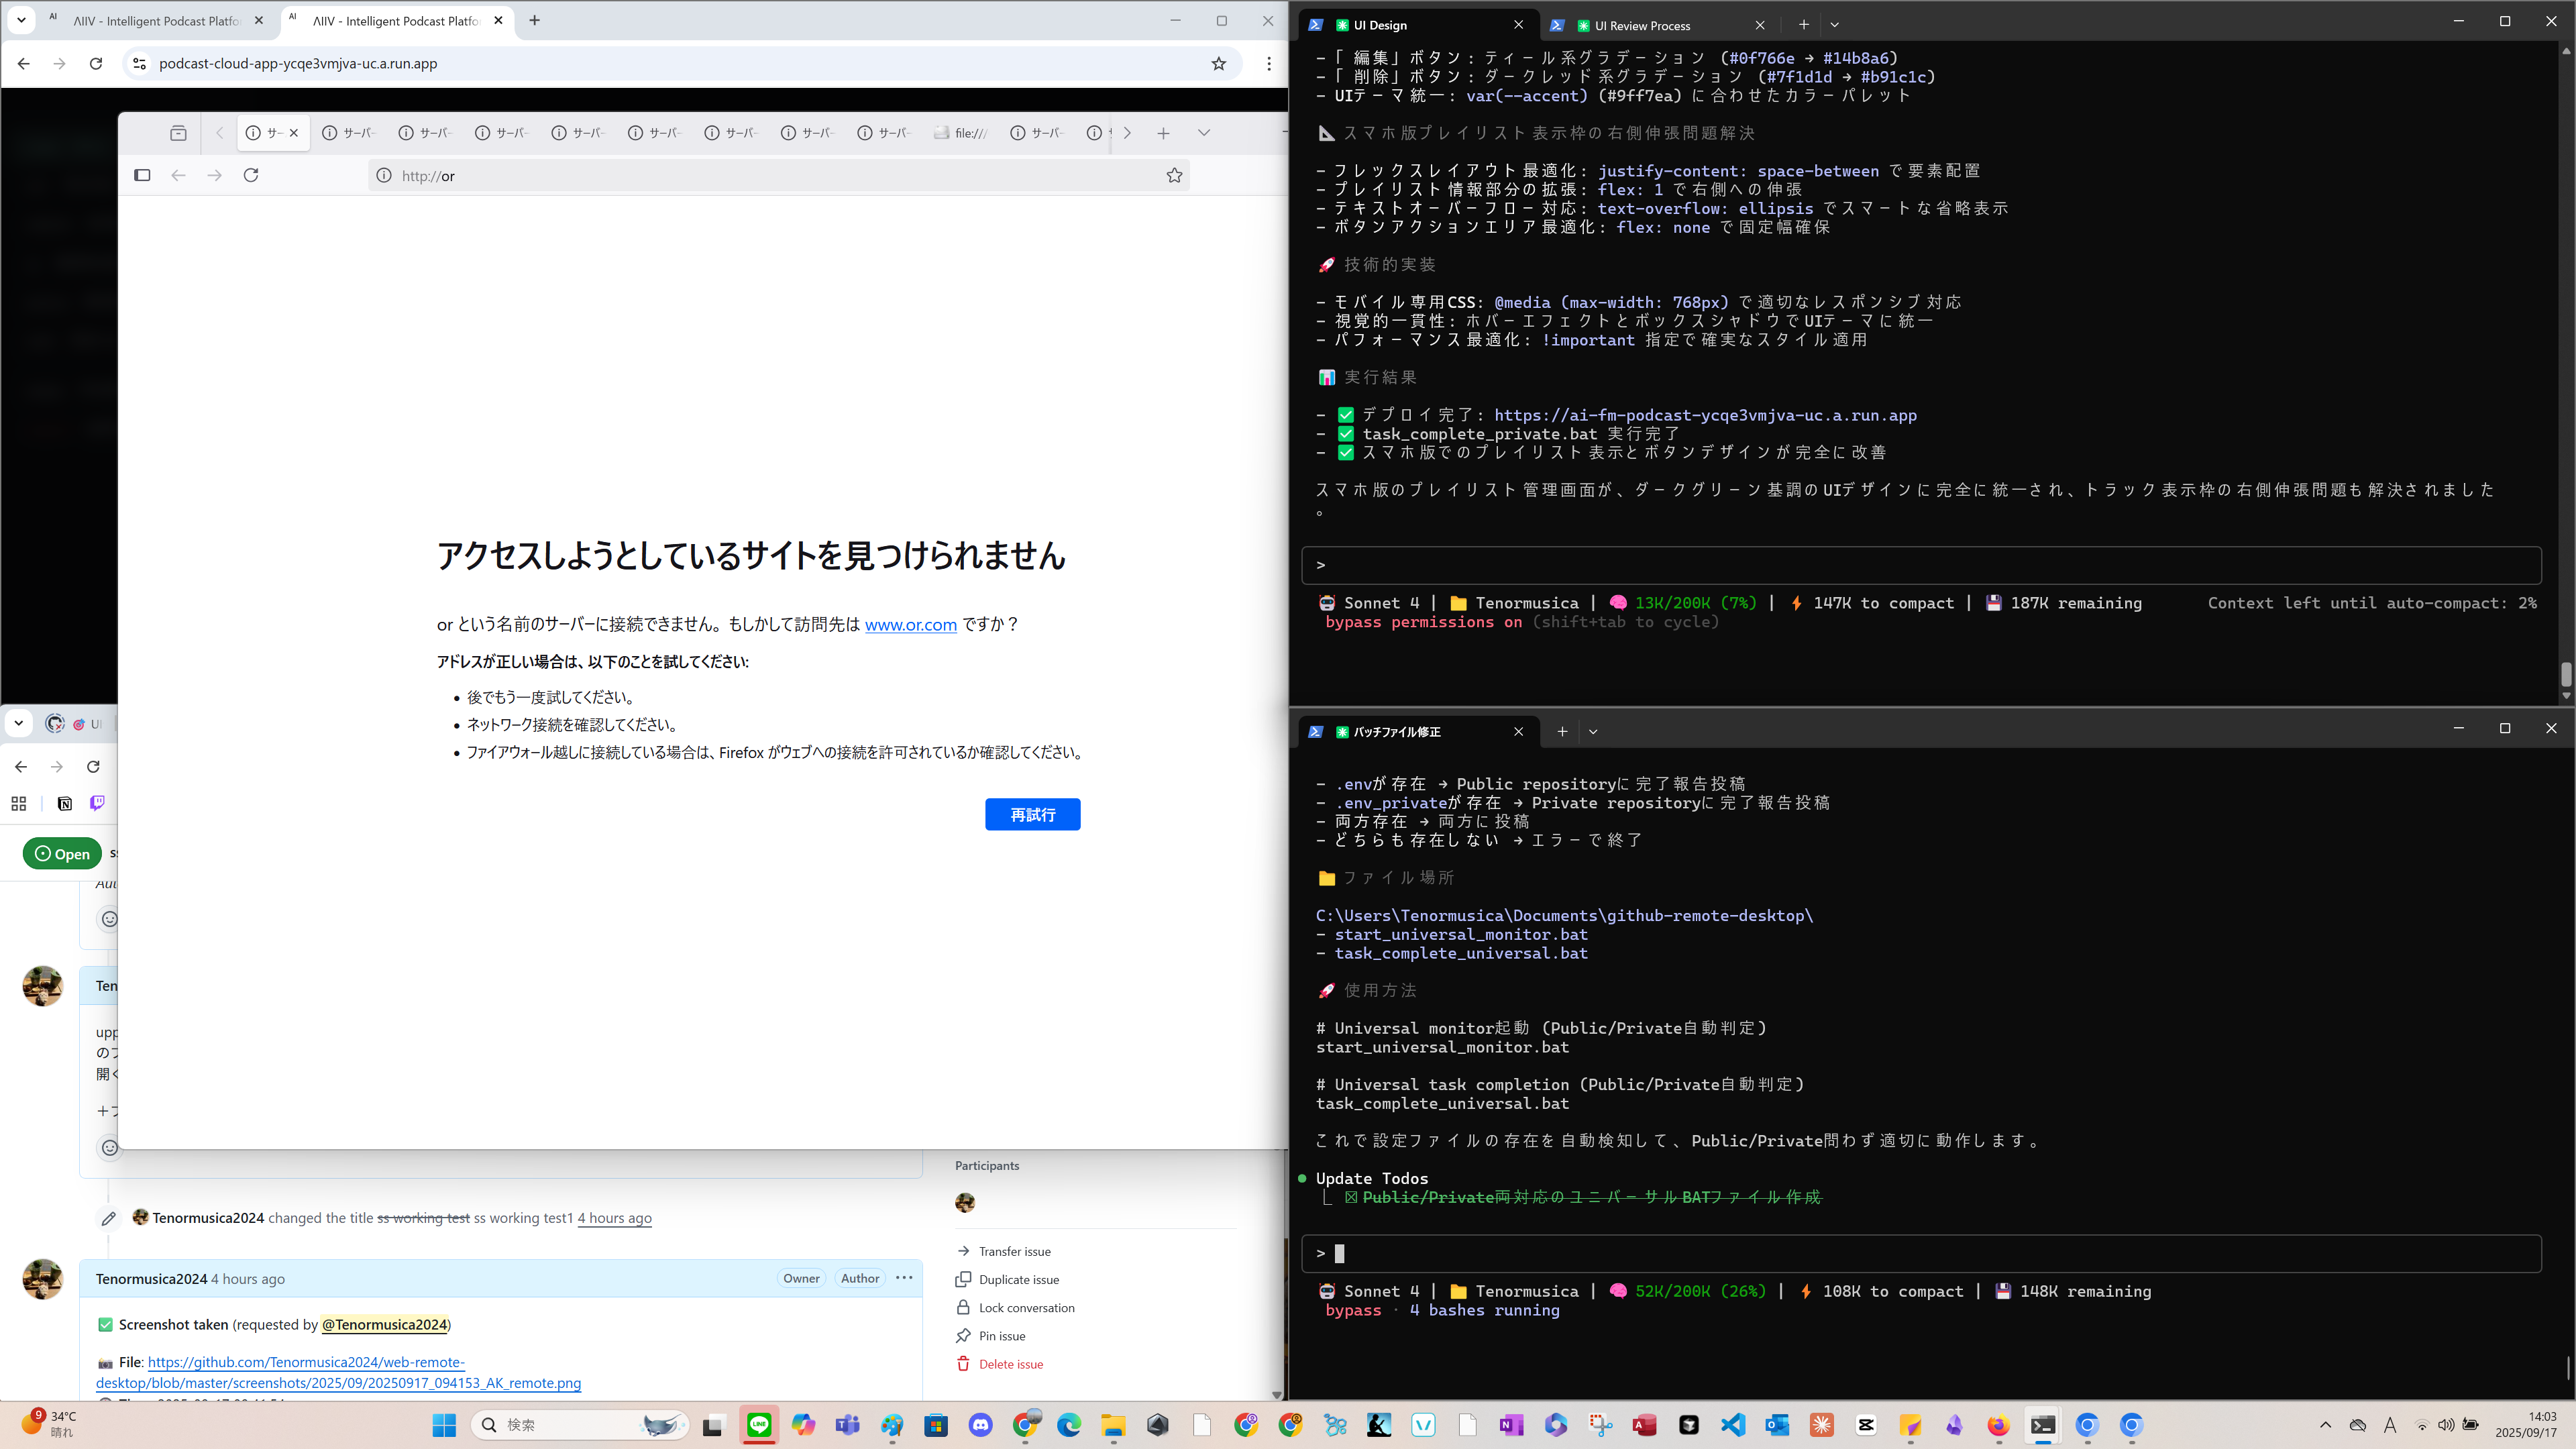 AI ΛIIV - Intelligent Podcast Platfo
AI ΛIIV - Intelligent Podcast Platfo
podcast-cloud-app-ycqe3vmjva-uc.a.run.app
サー
サーバー
サーバー
サーバー
サーバー
サーバー
サーバー
サーバー
サーバー
file:///
サーバー
http://or
アクセスしようとしているサイトを見つけられません
or という名前のサーバーに接続できません。もしかして訪問先は www.or.com ですか？
アドレスが正しい場合は、以下のことを試してください:
• 後でもう一度試してください。
• ネットワーク接続を確認してください。
• ファイアウォール越しに接続している場合は、Firefox がウェブへの接続を許可されているか確認してください。
再試行
UI
Open
Ten
upp
の
開く
Participants
Tenormusica2024 changed the title ss working test ss working test1 4 hours ago
Tenormusica2024 4 hours ago
Owner
Author
Transfer issue
Duplicate issue
Lock conversation
Pin issue
Delete issue
✅ Screenshot taken (requested by @Tenormusica2024)
📷 File: https://github.com/Tenormusica2024/web-remote-
desktop/blob/master/screenshots/2025/09/20250917_094153_AK_remote.png
UI Design
UI Review Process
- 「編集」ボタン: ティール系グラデーション (#0f766e → #14b8a6)
- 「削除」ボタン: ダークレッド系グラデーション (#7f1d1d → #b91c1c)
- UIテーマ統一: var(--accent) (#9ff7ea) に合わせたカラーパレット
📐 スマホ版プレイリスト表示枠の右側伸張問題解決
- フレックスレイアウト最適化: justify-content: space-between で要素配置
- プレイリスト情報部分の拡張: flex: 1 で右側への伸張
- テキストオーバーフロー対応: text-overflow: ellipsis でスマートな省略表示
- ボタンアクションエリア最適化: flex: none で固定幅確保
🚀 技術的実装
- モバイル専用CSS: @media (max-width: 768px) で適切なレスポンシブ対応
- 視覚的一貫性: ホバーエフェクトとボックスシャドウでUIテーマに統一
- パフォーマンス最適化: !important 指定で確実なスタイル適用
📊 実行結果
- ✅ デプロイ完了: https://ai-fm-podcast-ycqe3vmjva-uc.a.run.app
- ✅ task_complete_private.bat 実行完了
- ✅ スマホ版でのプレイリスト表示とボタンデザインが完全に改善
スマホ版のプレイリスト管理画面が、ダークグリーン基調のUIデザインに完全に統一され、トラック表示枠の右側伸張問題も解決されました
。
>
Sonnet 4 | Tenormusica | 13K/200K (7%) | 147K to compact | 187K remaining
Context left until auto-compact: 2%
bypass permissions on (shift+tab to cycle)
バッチファイル修正
- .envが存在 → Public repositoryに完了報告投稿
- .env_privateが存在 → Private repositoryに完了報告投稿
- 両方存在 → 両方に投稿
- どちらも存在しない → エラーで終了
📁 ファイル場所
C:\Users\Tenormusica\Documents\github-remote-desktop\
- start_universal_monitor.bat
- task_complete_universal.bat
🚀 使用方法
# Universal monitor起動 (Public/Private自動判定)
start_universal_monitor.bat
# Universal task completion (Public/Private自動判定)
task_complete_universal.bat
これで設定ファイルの存在を自動検知して、Public/Private問わず適切に動作します。
Update Todos
☒ Public/Private両対応のユニバーサルBATファイル作成
>
Sonnet 4 | Tenormusica | 52K/200K (26%) | 108K to compact | 148K remaining
bypass · 4 bashes running
9
34°C
晴れ
検索
A
14:03
2025/09/17